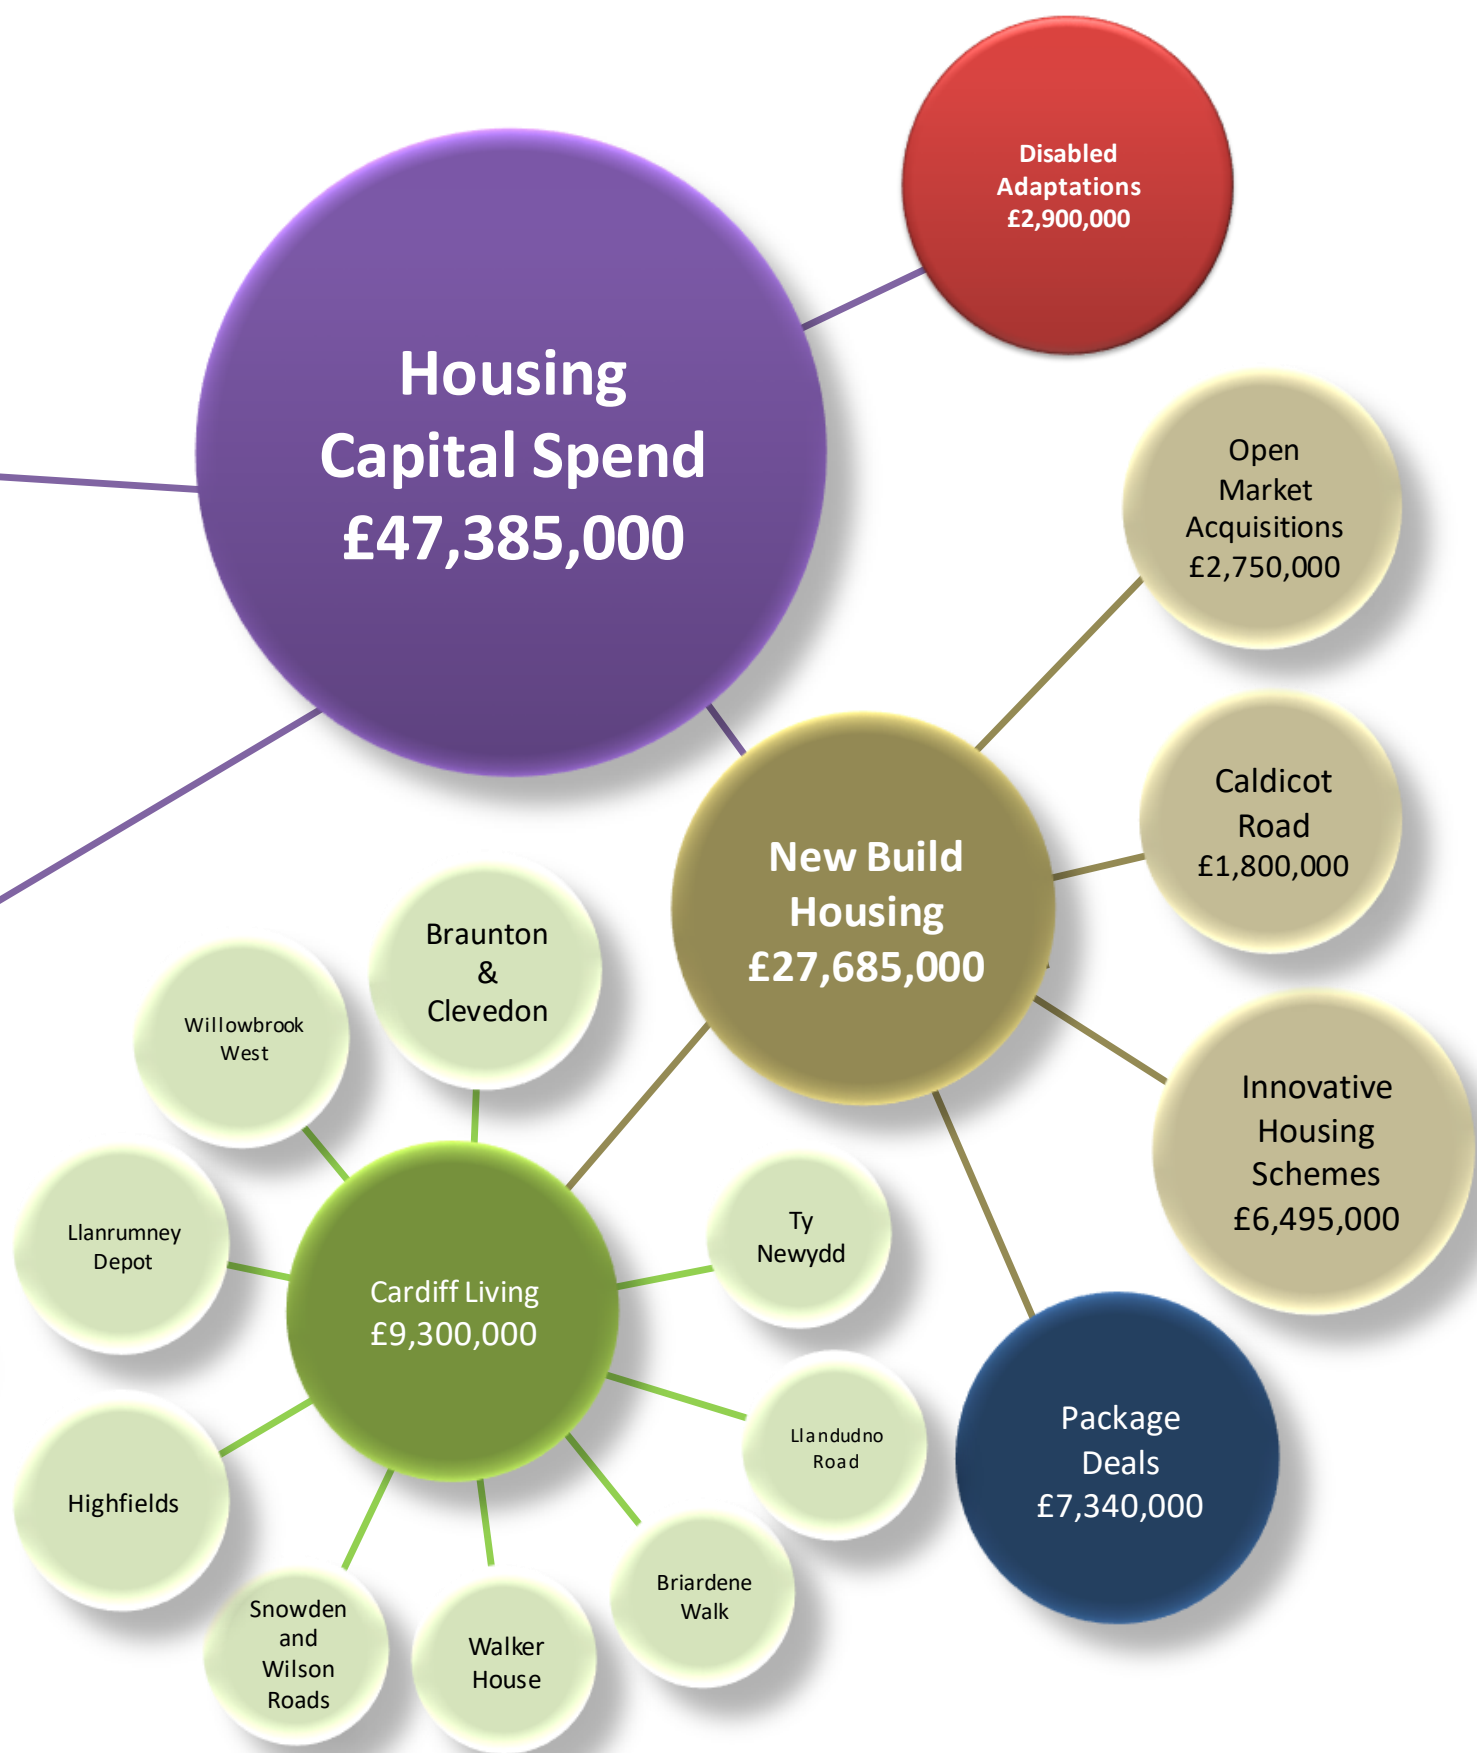 Disabled
Adaptations
£2,900,000
Housing
Capital Spend
£47,385,000
Open
Market
Acquisitions
£2,750,000
Caldicot
Road
£1,800,000
New Build
Housing
£27,685,000
Braunton
&
Clevedon
Willowbrook
West
Innovative
Housing
Schemes
£6,495,000
Llanrumney
Depot
Ty
Newydd
Cardiff Living
£9,300,000
Package
Deals
£7,340,000
Llandudno
Road
Highfields
Briardene
Walk
Snowden
and
Wilson
Roads
Walker
House